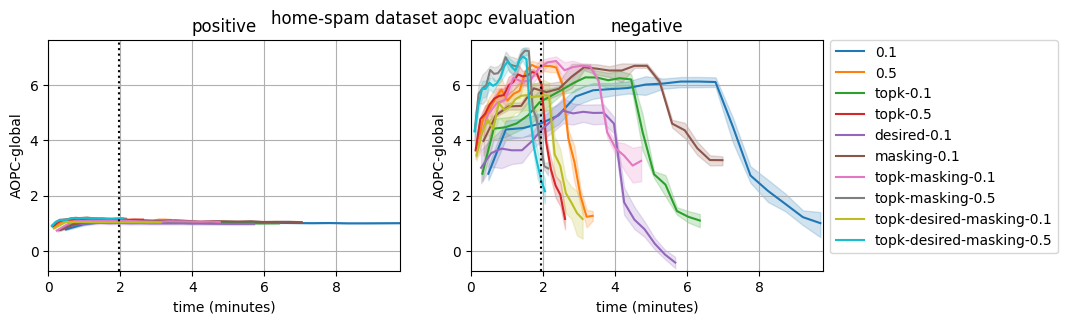 home-spam dataset aopc evaluation
positive
negative
AOPC-global
6
4
2
0
0
2
4
6
8
time (minutes)
AOPC-global
6
4
2
0
0
2
4
6
8
time (minutes)
0.1
0.5
topk-0.1
topk-0.5
desired-0.1
masking-0.1
topk-masking-0.1
topk-masking-0.5
topk-desired-masking-0.1
topk-desired-masking-0.5